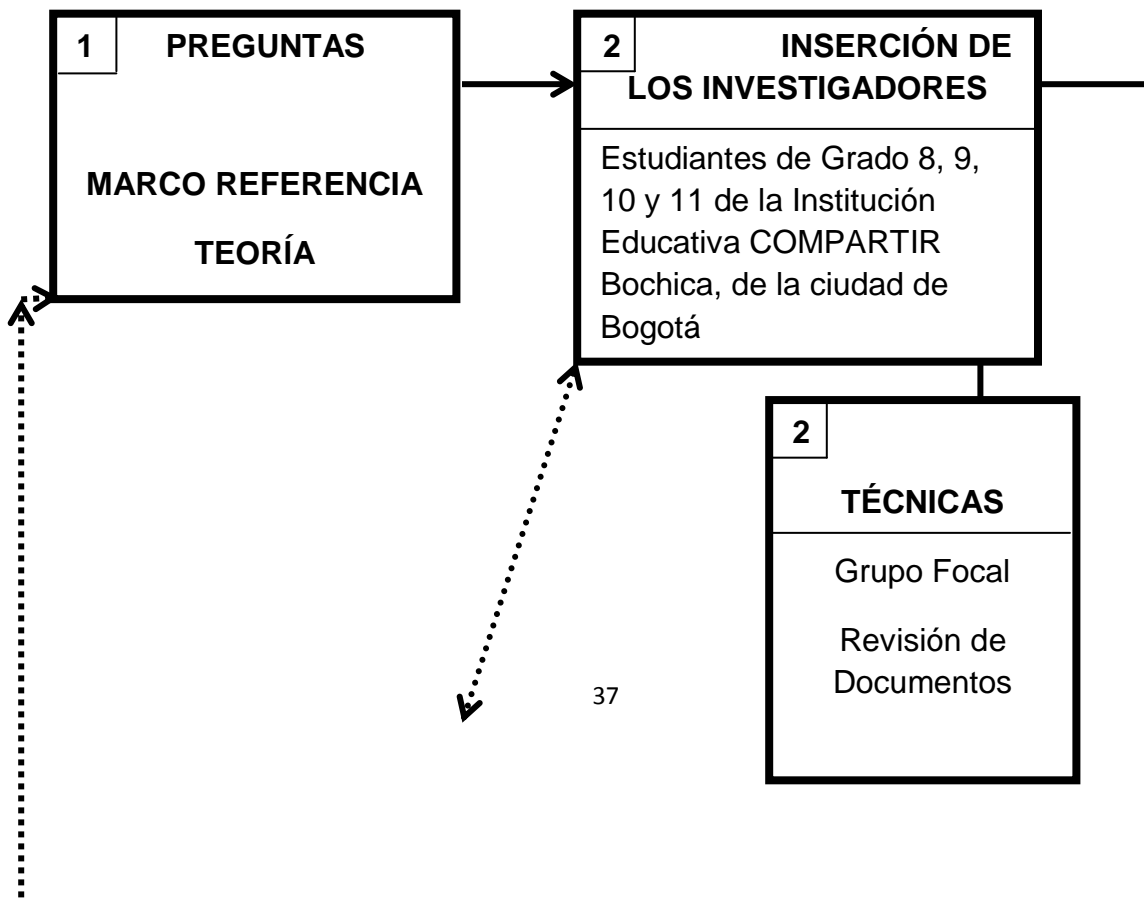 1 PREGUNTAS
MARCO REFERENCIA
TEORÍA
2 INSERCIÓN DE
LOS INVESTIGADORES
Estudiantes de Grado 8, 9,
10 y 11 de la Institución
Educativa COMPARTIR
Bochica, de la ciudad de
Bogotá
2
TÉCNICAS
Grupo Focal
Revisión de
Documentos
37